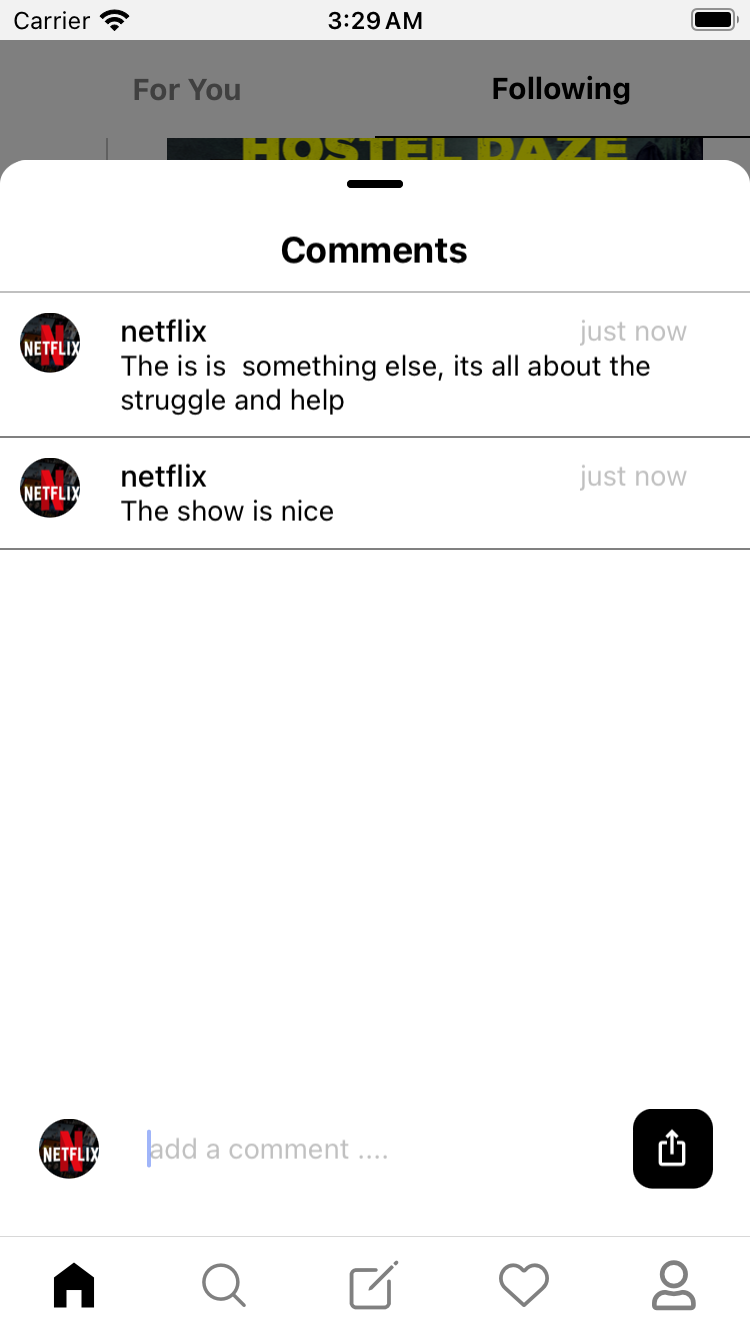 Carrier 3:29 AM
For You Following
HOSTEL DAZE
Comments
NETFLIX
netflix just now
The is is  something else, its all about the
struggle and help
NETFLIX
netflix just now
The show is nice
NETFLIX
add a comment ....